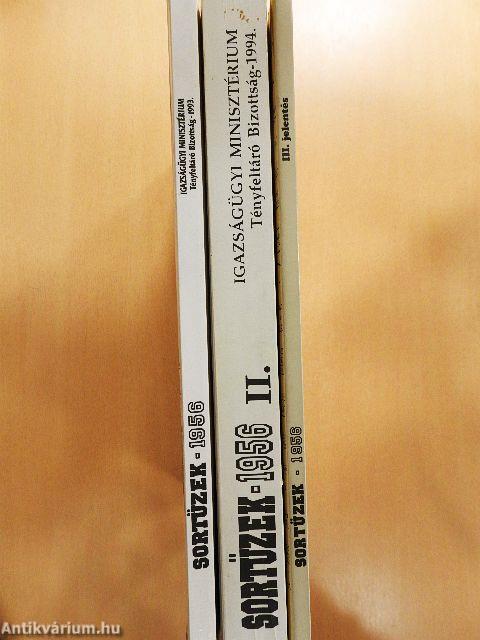 SORTÜZEK - 1956
IGAZSÁGÜGYI MINISZTÉRIUM
Tényfeltáró Bizottság - 1993.
SORTÜZEK - 1956 II.
IGAZSÁGÜGYI MINISZTÉRIUM
Tényfeltáró Bizottság - 1994.
SORTÜZEK - 1956
III. jelentés
Antikvárium.hu